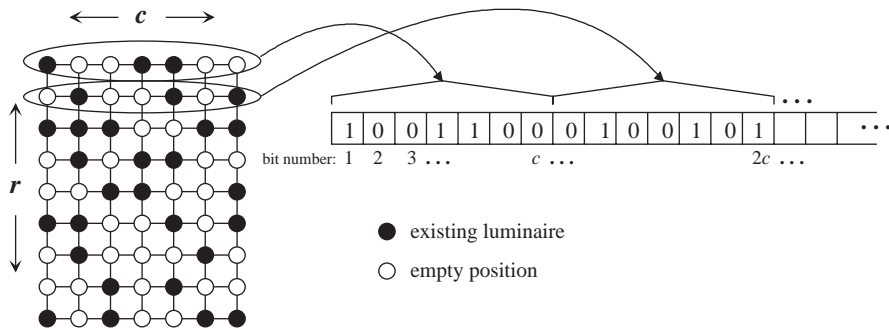 c
r
...
1 0 0 1 1 0 0 0 1 0 0 1 0 1 ...
bit number: 1 2 3 ... c ... 2c ...
existing luminaire
empty position